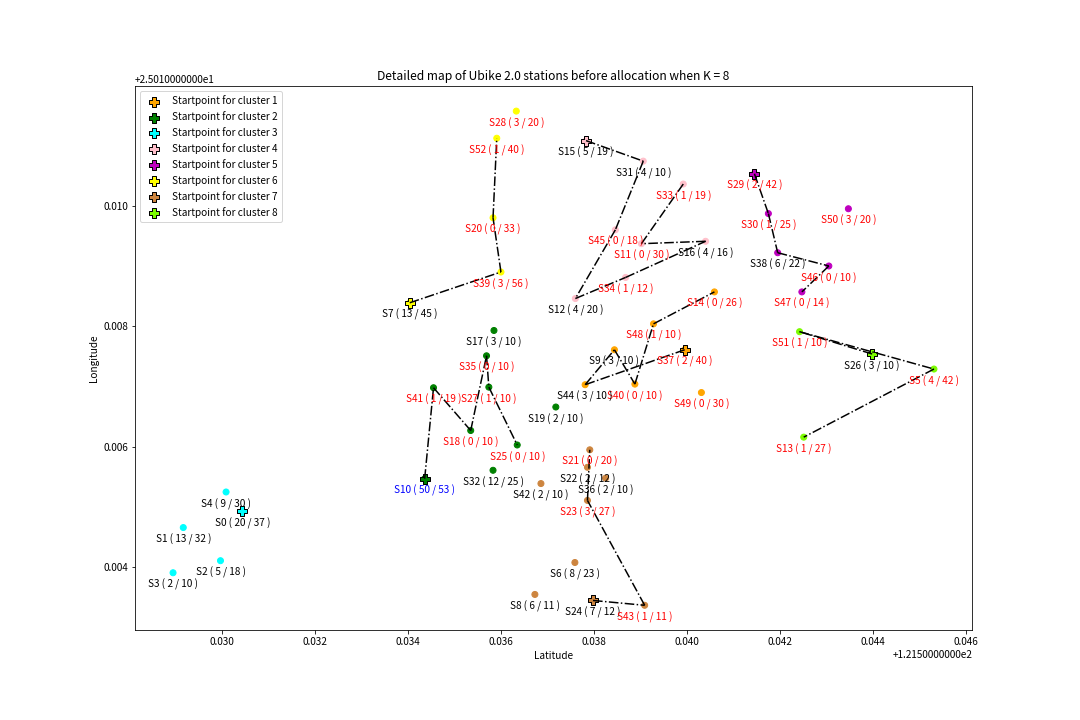 Detailed map of Ubike 2.0 stations before allocation when K = 8
+2.5010000000e1
Startpoint for cluster 1
Startpoint for cluster 2
Startpoint for cluster 3
Startpoint for cluster 4
Startpoint for cluster 5
Startpoint for cluster 6
Startpoint for cluster 7
Startpoint for cluster 8
S28 ( 3 / 20 )
S52 ( 1 / 40 )
S15 ( 5 / 19 )
S31 ( 4 / 10 )
S29 ( 2 / 42 )
S33 ( 1 / 19 )
0.010
S50 ( 3 / 20 )
S30 ( 1 / 25 )
S20 ( 0 / 33 )
S45 ( 0 / 18 )
S11 ( 0 / 30 )
S16 ( 4 / 16 )
S38 ( 6 / 22 )
S46 ( 0 / 10 )
S39 ( 3 / 56 )
S54 ( 1 / 12 )
S14 ( 0 / 26 )
S47 ( 0 / 14 )
S7 ( 13 / 45 )
S12 ( 4 / 20 )
0.008
S48 ( 1 / 10 )
S17 ( 3 / 10 )
S51 ( 1 / 10 )
S35 ( 0 / 10 )
S9 ( 3 / 10 )
S37 ( 2 / 40 )
S26 ( 3 / 10 )
S5 ( 4 / 42 )
S41 ( 1 / 19 )
S27 ( 1 / 10 )
S44 ( 3 / 10 )
S40 ( 0 / 10 )
S49 ( 0 / 30 )
S19 ( 2 / 10 )
0.006
S18 ( 0 / 10 )
S13 ( 1 / 27 )
S25 ( 0 / 10 )
S21 ( 0 / 20 )
S32 ( 12 / 25 )
S22 ( 2 / 12 )
S10 ( 50 / 53 )
S42 ( 2 / 10 )
S36 ( 2 / 10 )
S4 ( 9 / 30 )
S23 ( 3 / 27 )
S0 ( 20 / 37 )
S1 ( 13 / 32 )
0.004
S2 ( 5 / 18 )
S6 ( 8 / 23 )
S3 ( 2 / 10 )
S8 ( 6 / 11 )
S24 ( 7 / 12 )
S43 ( 1 / 11 )
Longitude
0.030
0.032
0.034
0.036
0.038
0.040
0.042
0.044
0.046
Latitude
+1.2150000000e2